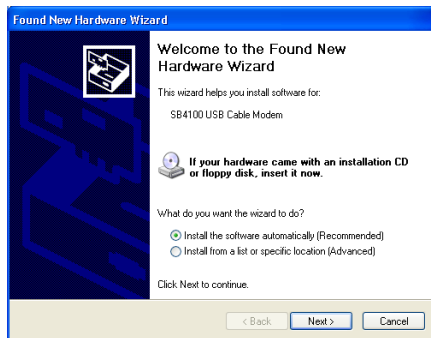 Found New Hardware Wizard
Welcome to the Found New
Hardware Wizard
This wizard helps you install software for:
SB4100 USB Cable Modem
If your hardware came with an installation CD
or floppy disk, insert it now.
What do you want the wizard to do?
Install the software automatically (Recommended)
Install from a list or specific location (Advanced)
Click Next to continue.
< Back Next > Cancel